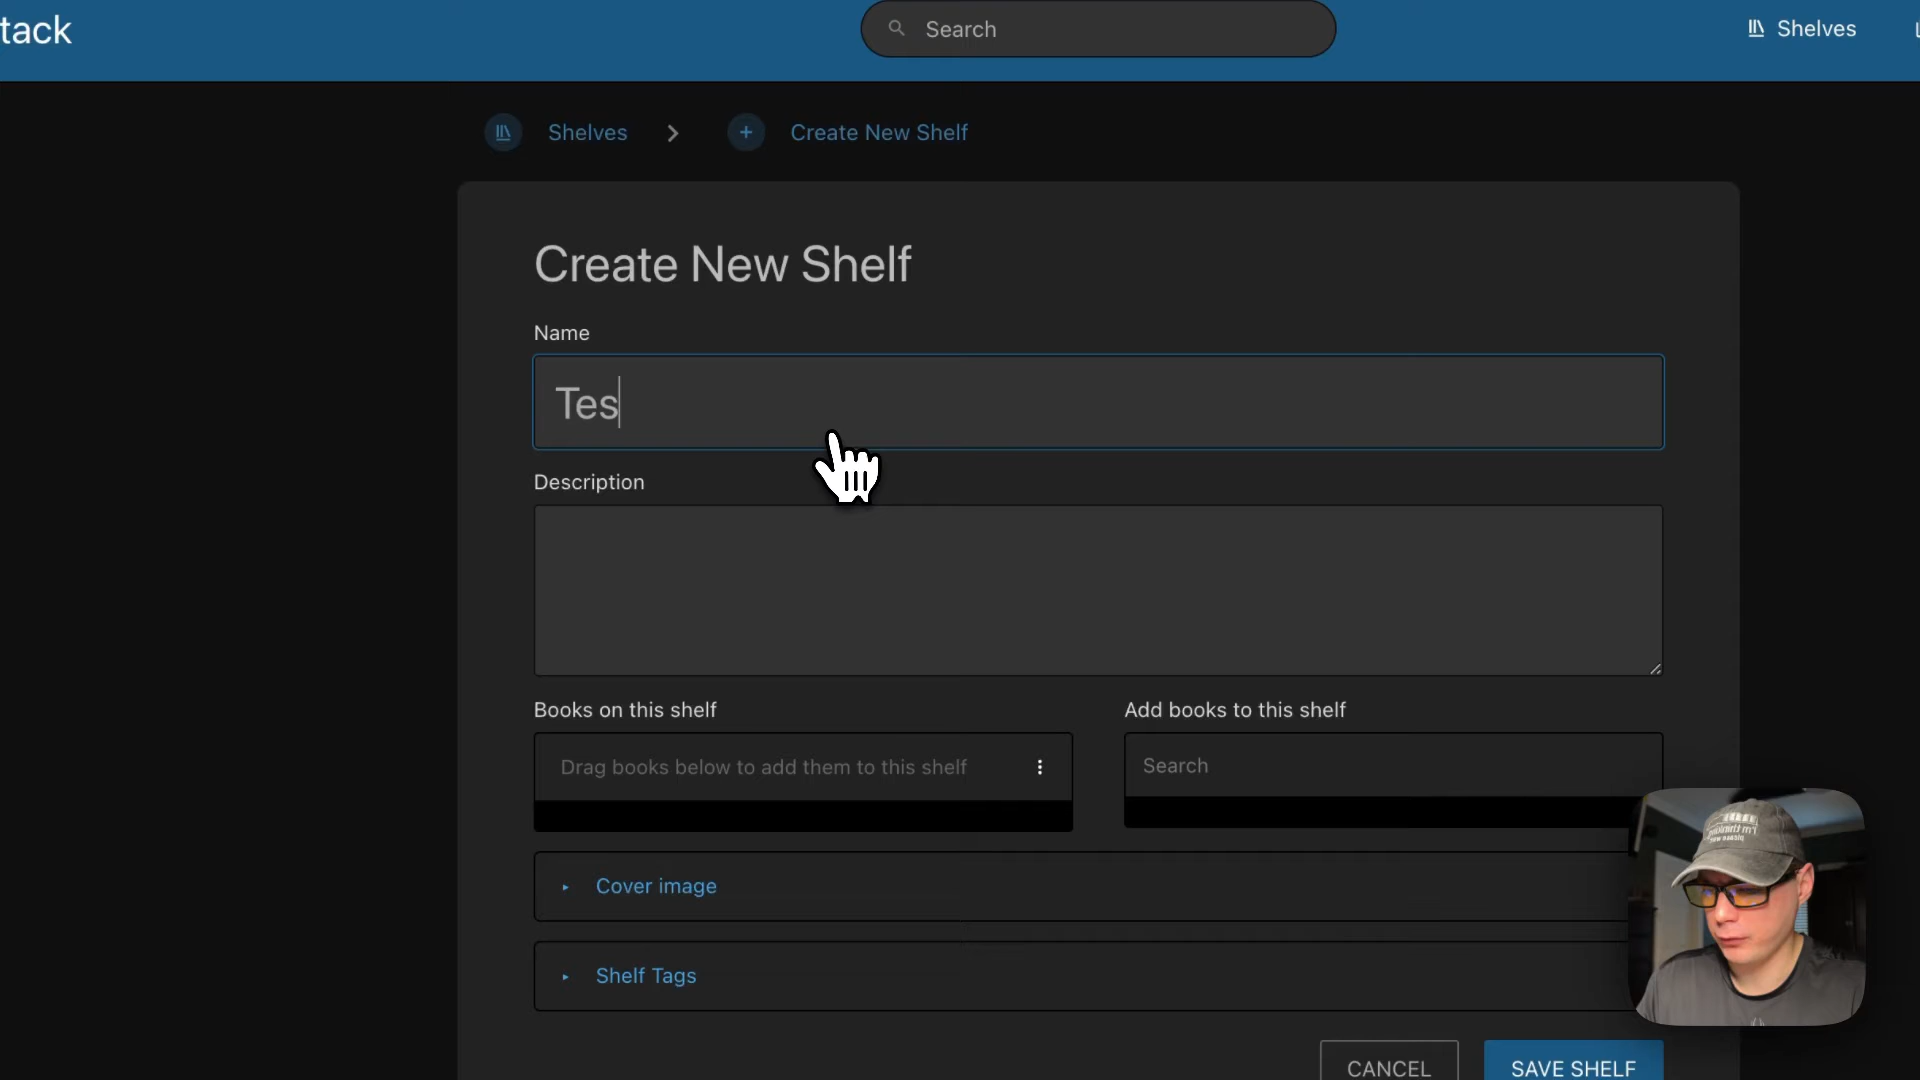 tack
Search
Shelves
Shelves
Create New Shelf
Create New Shelf
Name
Tes
Description
Books on this shelf
Add books to this shelf
Drag books below to add them to this shelf
Search
Cover image
Shelf Tags
CANCEL
SAVE SHELF